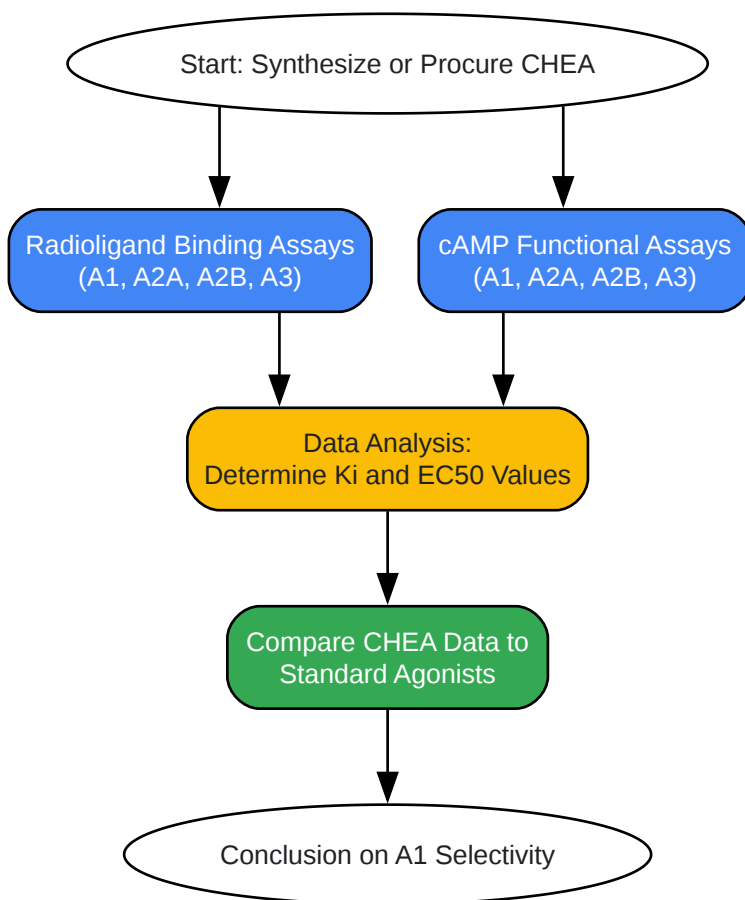 Start: Synthesize or Procure CHEA
Radioligand Binding Assays
(A1, A2A, A2B, A3)
cAMP Functional Assays
(A1, A2A, A2B, A3)
Data Analysis:
Determine Ki and EC50 Values
Compare CHEA Data to
Standard Agonists
Conclusion on A1 Selectivity